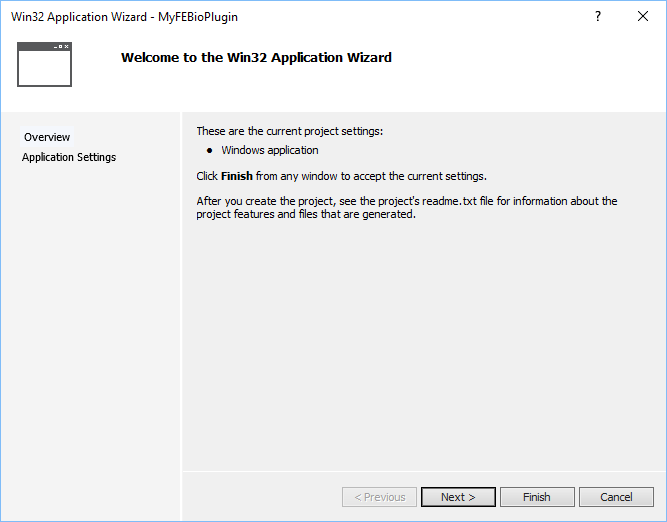 Win32 Application Wizard - MyFEBioPlugin
?
Welcome to the Win32 Application Wizard
Overview
Application Settings
These are the current project settings:
● Windows application
Click Finish from any window to accept the current settings.
After you create the project, see the project's readme.txt file for information about the
project features and files that are generated.
< Previous
Next >
Finish
Cancel